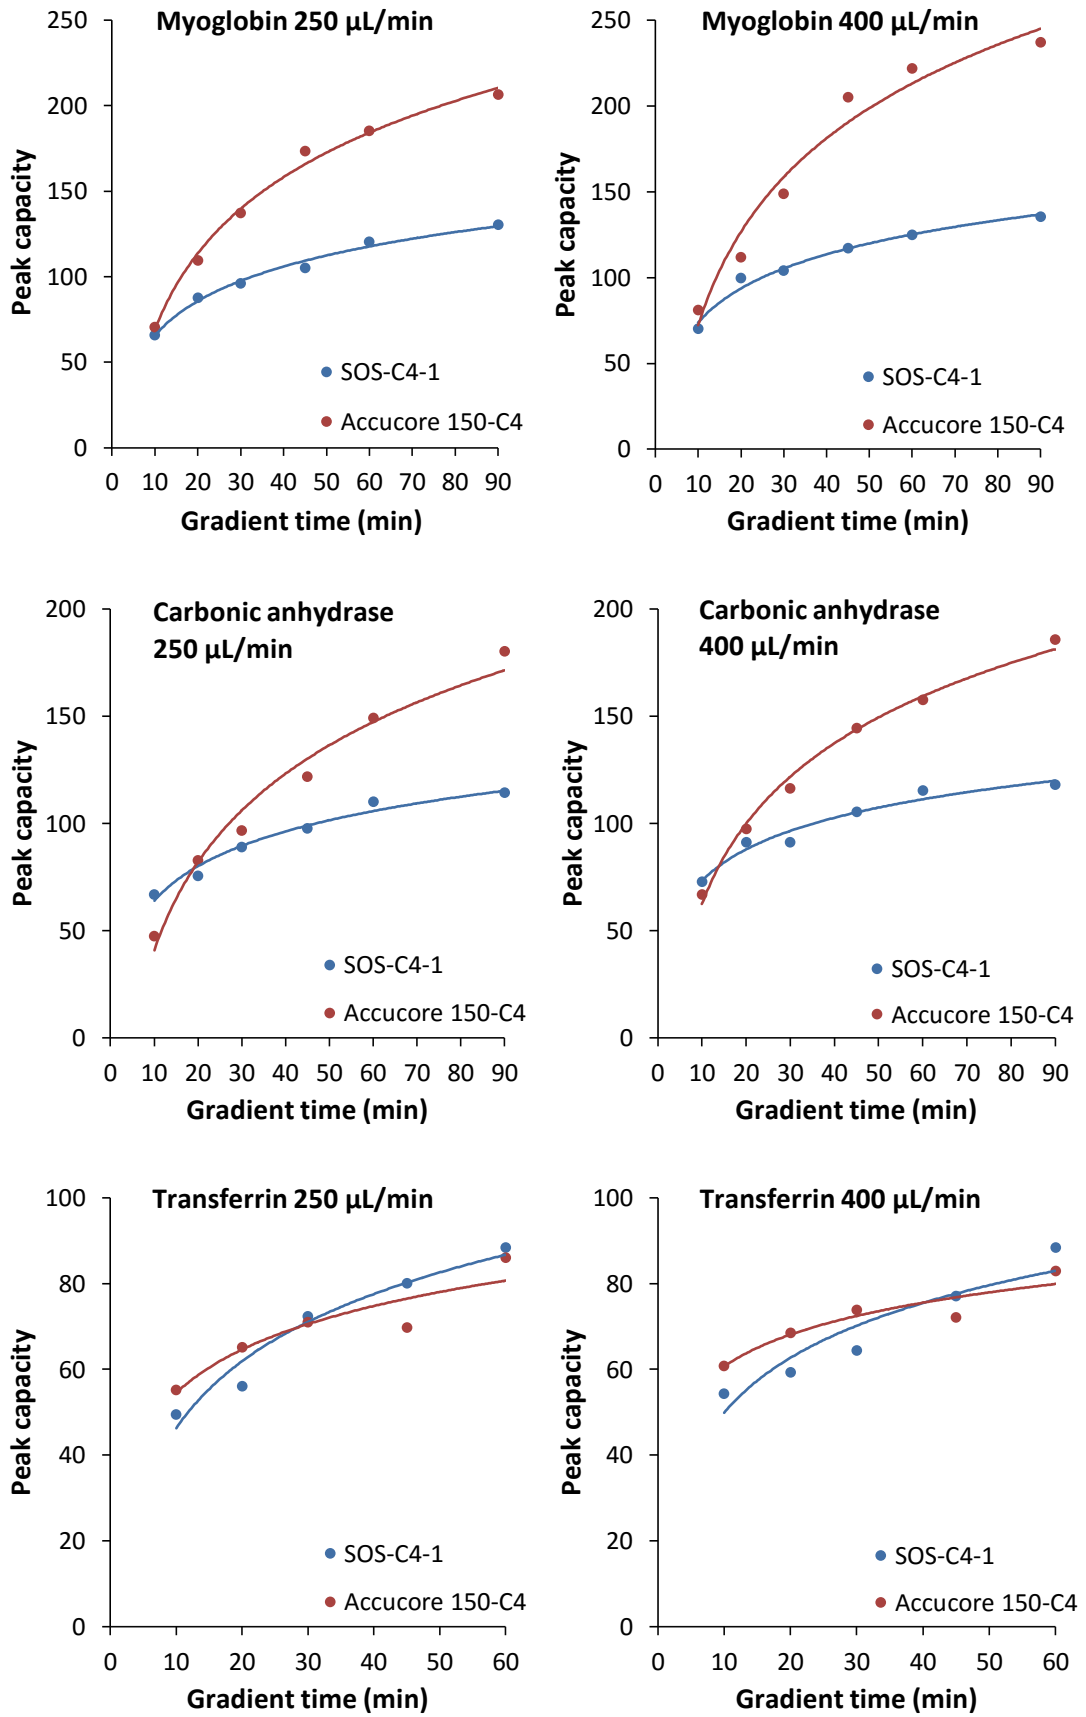 Myoglobin 250 µL/min
250
200
150
100
50
0
Peak capacity
SOS-C4-1
Accucore 150-C4
0 10 20 30 40 50 60 70 80 90
Gradient time (min)
Myoglobin 400 µL/min
250
200
150
100
50
0
Peak capacity
SOS-C4-1
Accucore 150-C4
0 10 20 30 40 50 60 70 80 90
Gradient time (min)
Carbonic anhydrase
250 µL/min
200
150
100
50
0
Peak capacity
SOS-C4-1
Accucore 150-C4
0 10 20 30 40 50 60 70 80 90
Gradient time (min)
Carbonic anhydrase
400 µL/min
200
150
100
50
0
Peak capacity
SOS-C4-1
Accucore 150-C4
0 10 20 30 40 50 60 70 80 90
Gradient time (min)
Transferrin 250 µL/min
100
80
60
40
20
0
Peak capacity
SOS-C4-1
Accucore 150-C4
0 10 20 30 40 50 60
Gradient time (min)
Transferrin 400 µL/min
100
80
60
40
20
0
Peak capacity
SOS-C4-1
Accucore 150-C4
0 10 20 30 40 50 60
Gradient time (min)